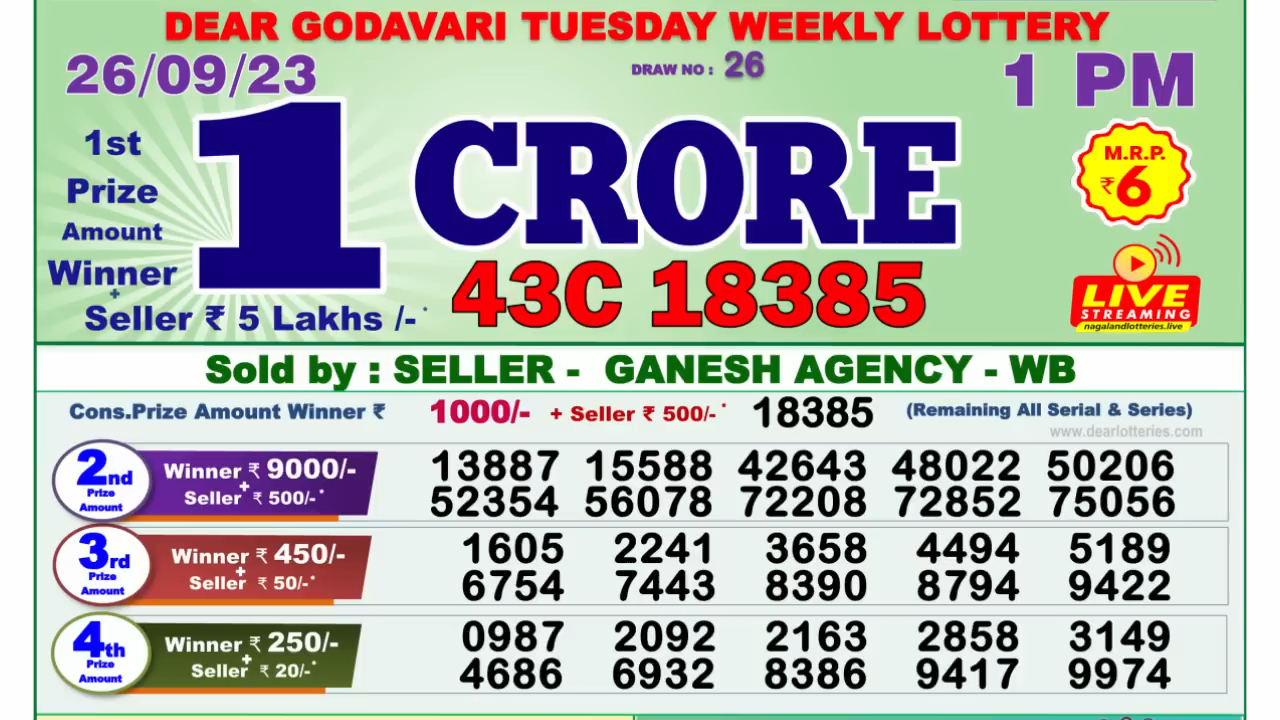 DEAR GODAVARI TUESDAY WEEKLY LOTTERY
26/09/23
DRAW NO : 26
1 PM
1st
Prize
Amount
Winner
+
Seller ₹ 5 Lakhs /-*
1 CRORE
43C 18385
M.R.P.
₹6
LIVE
STREAMING
nagalandlotteries.live
Sold by : SELLER - GANESH AGENCY - WB
Cons.Prize Amount Winner ₹ 1000/- + Seller ₹ 500/-* 18385 (Remaining All Serial & Series)
www.dearlotteries.com
2nd
Prize
Amount
Winner ₹ 9000/-
+
Seller ₹ 500/-*
13887 15588 42643 48022 50206
52354 56078 72208 72852 75056
3rd
Prize
Amount
Winner ₹ 450/-
+
Seller ₹ 50/-*
1605 2241 3658 4494 5189
6754 7443 8390 8794 9422
4th
Prize
Amount
Winner ₹ 250/-
+
Seller ₹ 20/-*
0987 2092 2163 2858 3149
4686 6932 8386 9417 9974